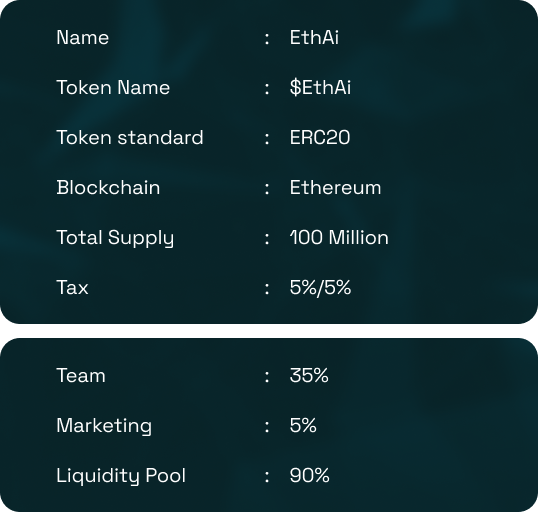 Name : EthAi
Token Name : $EthAi
Token standard : ERC20
Blockchain : Ethereum
Total Supply : 100 Million
Tax : 5%/5%
Team : 35%
Marketing : 5%
Liquidity Pool : 90%